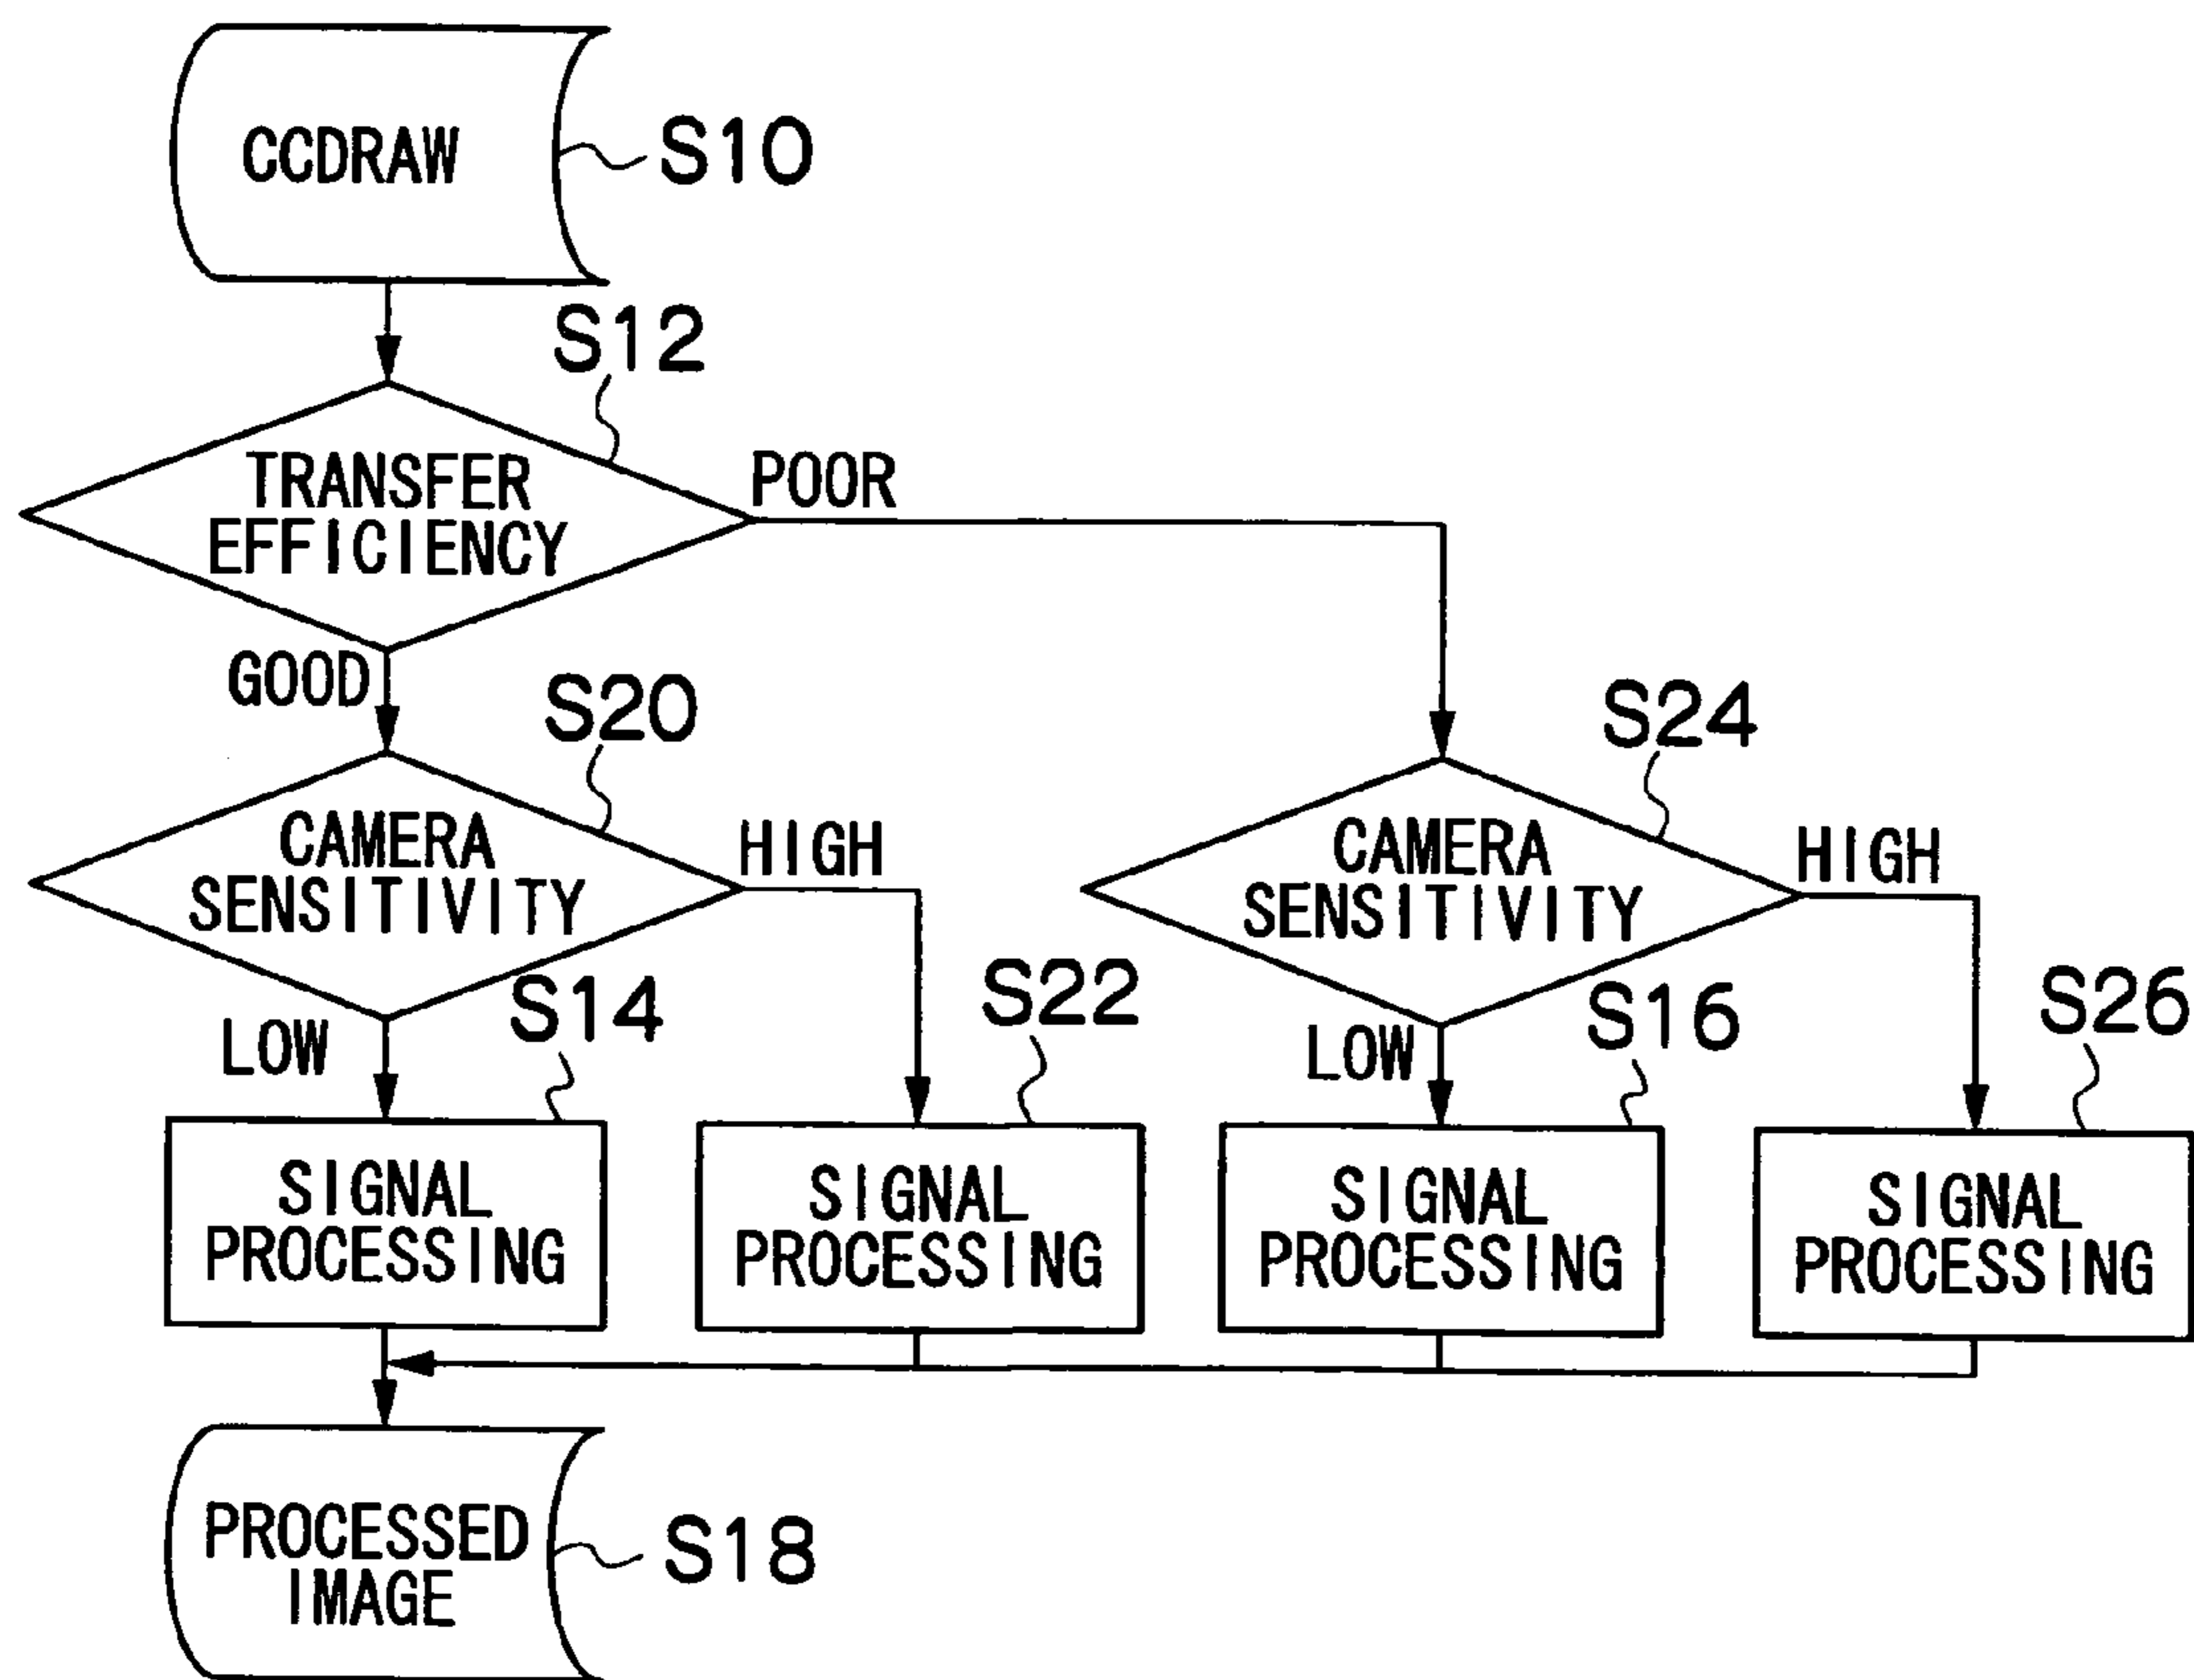 CCDRAW
S10
S12
TRANSFER
EFFICIENCY
POOR
GOOD
S20
S24
CAMERA
SENSITIVITY
HIGH
CAMERA
SENSITIVITY
HIGH
LOW
S14
S22
LOW
S16
S26
SIGNAL
PROCESSING
SIGNAL
PROCESSING
SIGNAL
PROCESSING
SIGNAL
PROCESSING
PROCESSED
IMAGE
S18